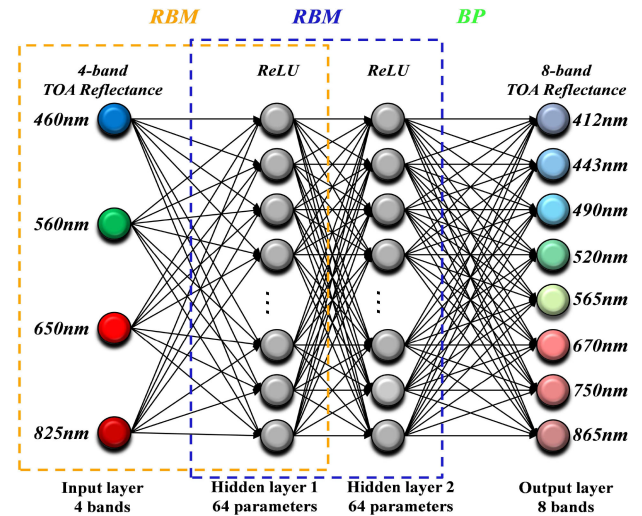 RBM RBM BP
4-band
TOA Reflectance
ReLU ReLU
8-band
TOA Reflectance
460nm
560nm
650nm
825nm
...
...
412nm
443nm
490nm
520nm
565nm
670nm
750nm
865nm
Input layer
4 bands
Hidden layer 1
64 parameters
Hidden layer 2
64 parameters
Output layer
8 bands